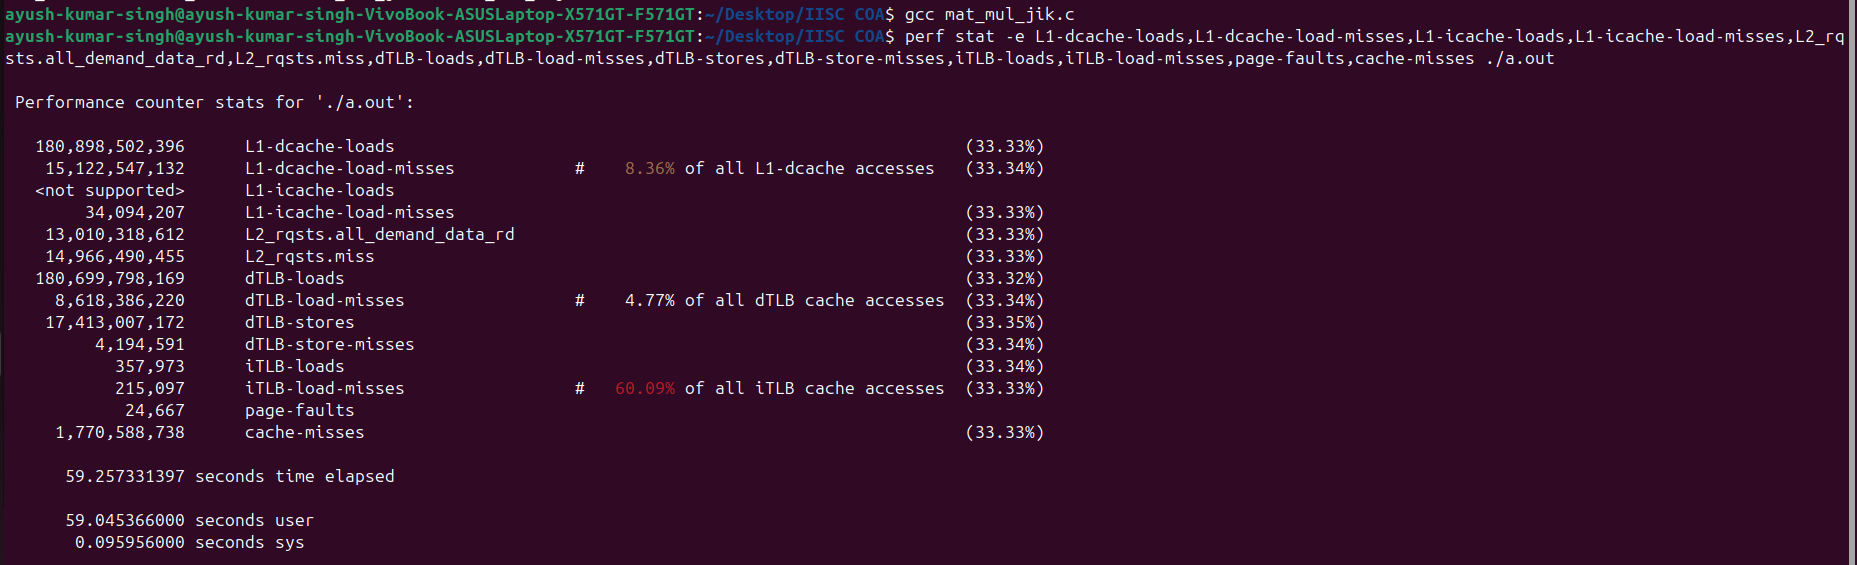 ayush-kumar-singh@ayush-kumar-singh-VivoBook-ASUSLaptop-X571GT-F571GT:~/Desktop/IISC COA$ gcc mat_mul_jik.c
ayush-kumar-singh@ayush-kumar-singh-VivoBook-ASUSLaptop-X571GT-F571GT:~/Desktop/IISC COA$ perf stat -e L1-dcache-loads,L1-dcache-load-misses,L1-icache-loads,L1-icache-load-misses,L2_rq
sts.all_demand_data_rd,L2_rqsts.miss,dTLB-loads,dTLB-load-misses,dTLB-stores,dTLB-store-misses,iTLB-loads,iTLB-load-misses,page-faults,cache-misses ./a.out
Performance counter stats for './a.out':
180,898,502,396 L1-dcache-loads (33.33%)
15,122,547,132 L1-dcache-load-misses # 8.36% of all L1-dcache accesses (33.34%)
<not supported> L1-icache-loads
34,094,207 L1-icache-load-misses (33.33%)
13,010,318,612 L2_rqsts.all_demand_data_rd (33.33%)
14,966,490,455 L2_rqsts.miss (33.33%)
180,699,798,169 dTLB-loads (33.32%)
8,618,386,220 dTLB-load-misses # 4.77% of all dTLB cache accesses (33.34%)
17,413,007,172 dTLB-stores (33.35%)
4,194,591 dTLB-store-misses (33.34%)
357,973 iTLB-loads (33.34%)
215,097 iTLB-load-misses # 60.09% of all iTLB cache accesses (33.33%)
24,667 page-faults
1,770,588,738 cache-misses (33.33%)
59.257331397 seconds time elapsed
59.045366000 seconds user
0.095956000 seconds sys